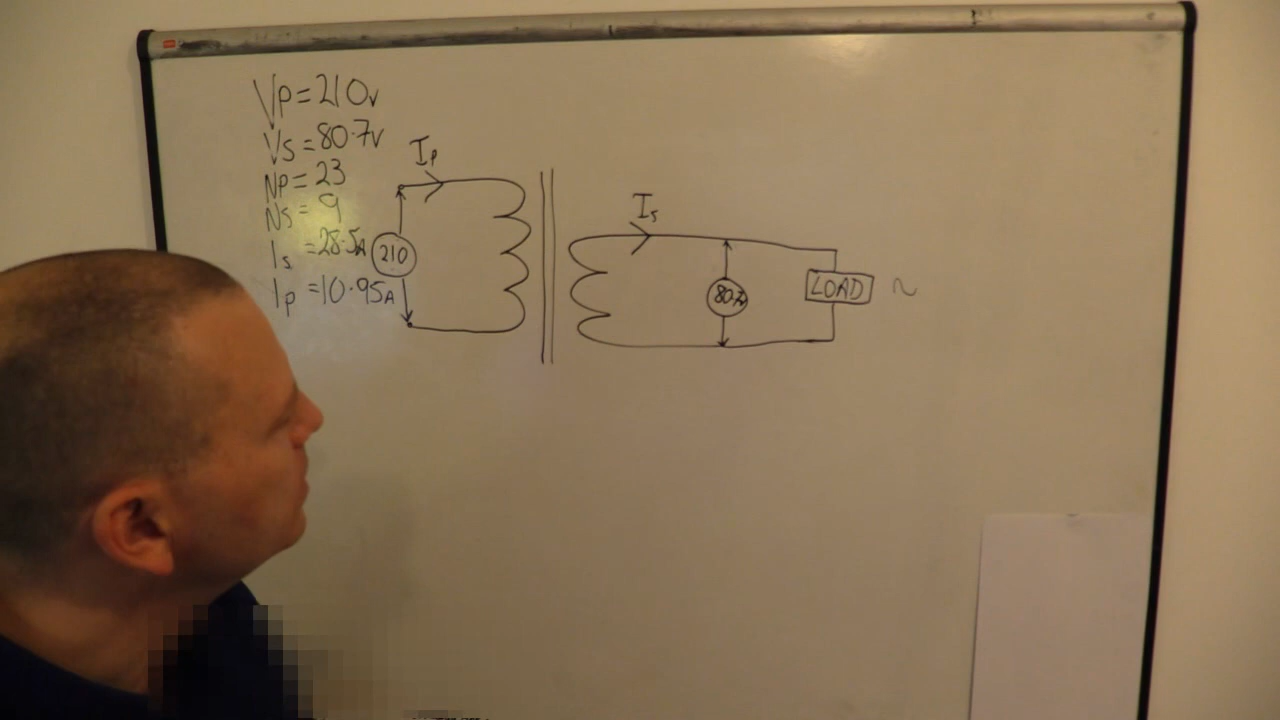 Vp=210v
Vs=80.7v
Np=23
Ns=9
Is=28.5A
Ip=10.95A
Ip
210
Is
80.7v
LOAD
~